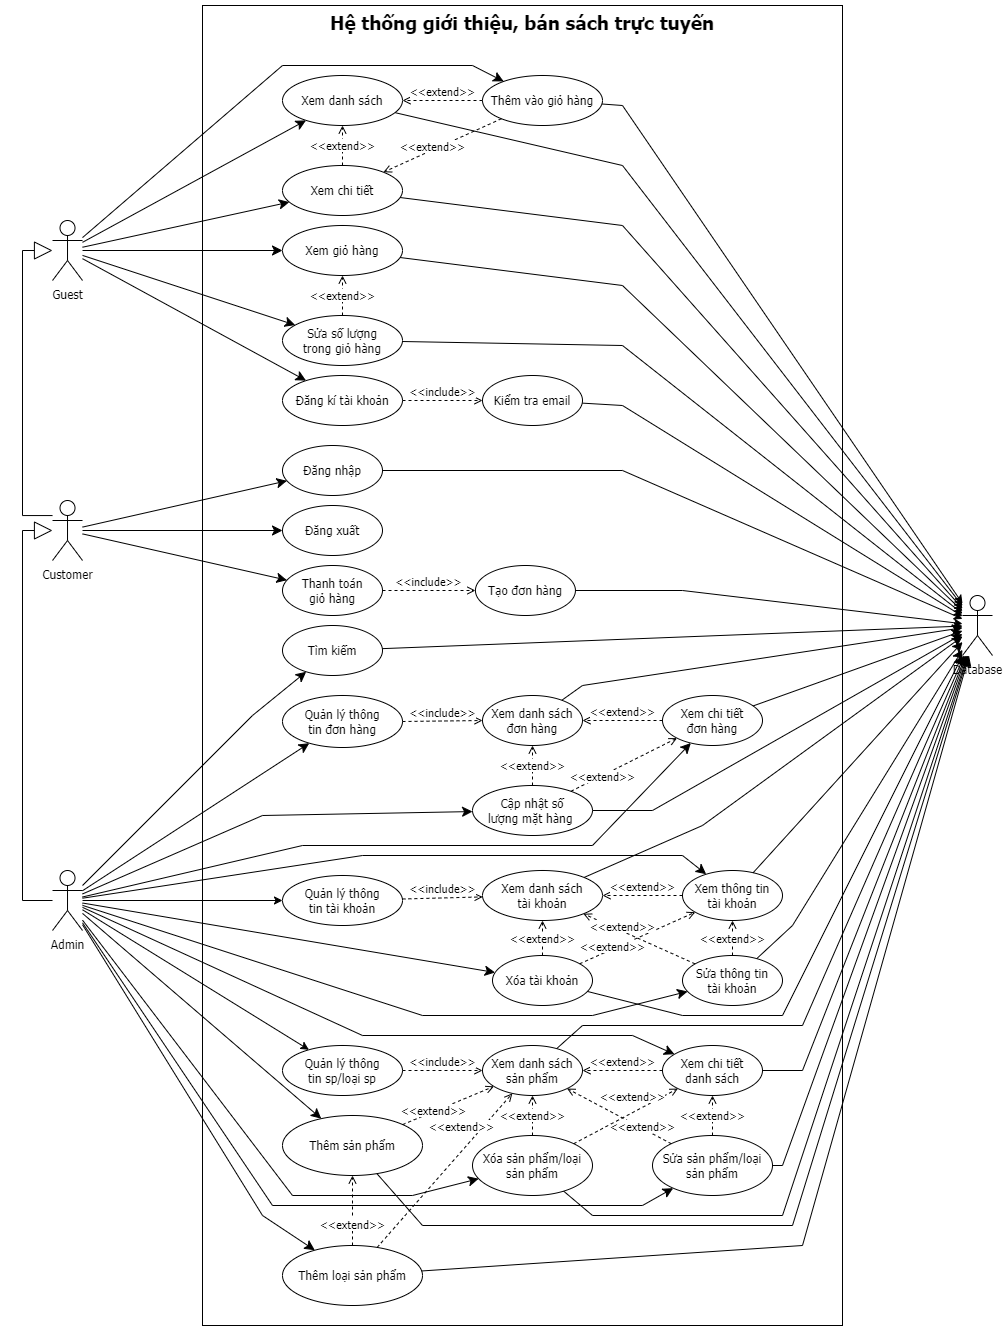 Hệ thống giới thiệu, bán sách trực tuyến
Xem danh sách
<<extend>>
Thêm vào giỏ hàng
<<extend>>
<<extend>>
Xem chi tiết
Xem giỏ hàng
Guest
<<extend>>
Sửa số lượng
trong giỏ hàng
Đăng kí tài khoản
<<include>>
Kiểm tra email
Đăng nhập
Đăng xuất
Customer
Thanh toán
giỏ hàng
<<include>>
Tạo đơn hàng
Tìm kiếm
Database
Quản lý thông
tin đơn hàng
<<include>>
Xem danh sách
đơn hàng
<<extend>>
Xem chi tiết
đơn hàng
<<extend>>
<<extend>>
Cập nhật số
lượng mặt hàng
Quản lý thông
tin tài khoản
<<include>>
Xem danh sách
tài khoản
<<extend>>
Xem thông tin
tài khoản
Admin
<<extend>>
<<extend>>
<<extend>>
<<extend>>
Xóa tài khoản
Sửa thông tin
tài khoản
Quản lý thông
tin sp/loại sp
<<include>>
Xem danh sách
sản phẩm
<<extend>>
Xem chi tiết
danh sách
<<extend>>
<<extend>>
<<extend>>
<<extend>>
<<extend>>
<<extend>>
Thêm sản phẩm
Xóa sản phẩm/loại
sản phẩm
Sửa sản phẩm/loại
sản phẩm
<<extend>>
Thêm loại sản phẩm